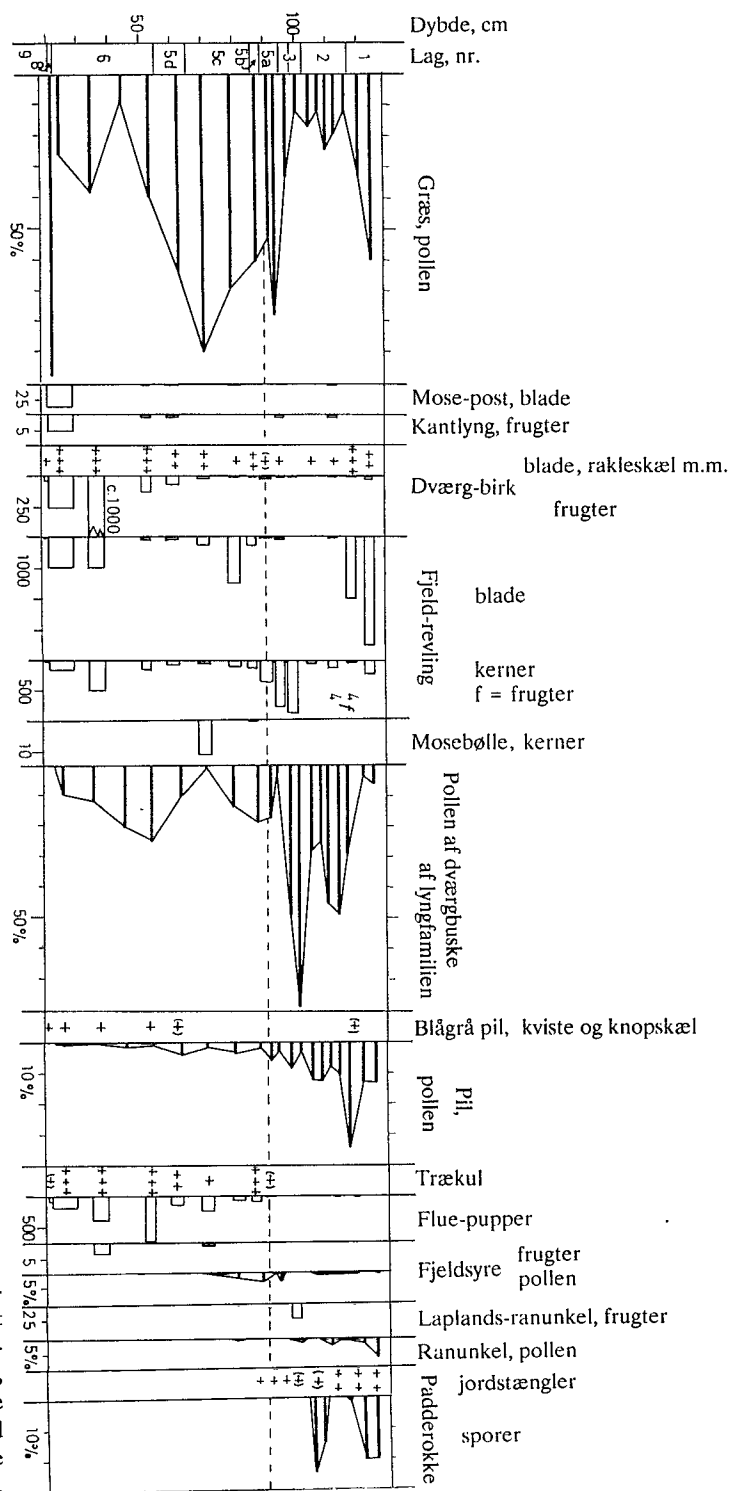 50
100
Dybde, cm
9
8
6
5d
5c
5b
5a
3
2
1
Lag, nr.
50%
Græs, pollen
25
Mose-post, blade
5
Kantlyng, frugter
+ +++ +++ +++ ++ ++ + ++ (+) + + + +++ ++
blade, rakleskæl m.m.
Dværg-birk
250
c.1000
frugter
1000
Fjeld-revling
blade
500
4 4f
kerner
f = frugter
10
Mosebølle, kerner
50%
Pollen af dværgbuske
af lyngfamilien
+ + + + (+) (+)
Blågrå pil, kviste og knopskæl
10%
Pil,
pollen
(+) +++ +++ +++ ++ + +++ (+)
Trækul
500
Flue-pupper
5
Fjeldsyre
frugter
5%
pollen
25
Laplands-ranunkel, frugter
5%
Ranunkel, pollen
+ + + (+) (+) ++ ++ ++
Padderokke
jordstængler
10%
sporer